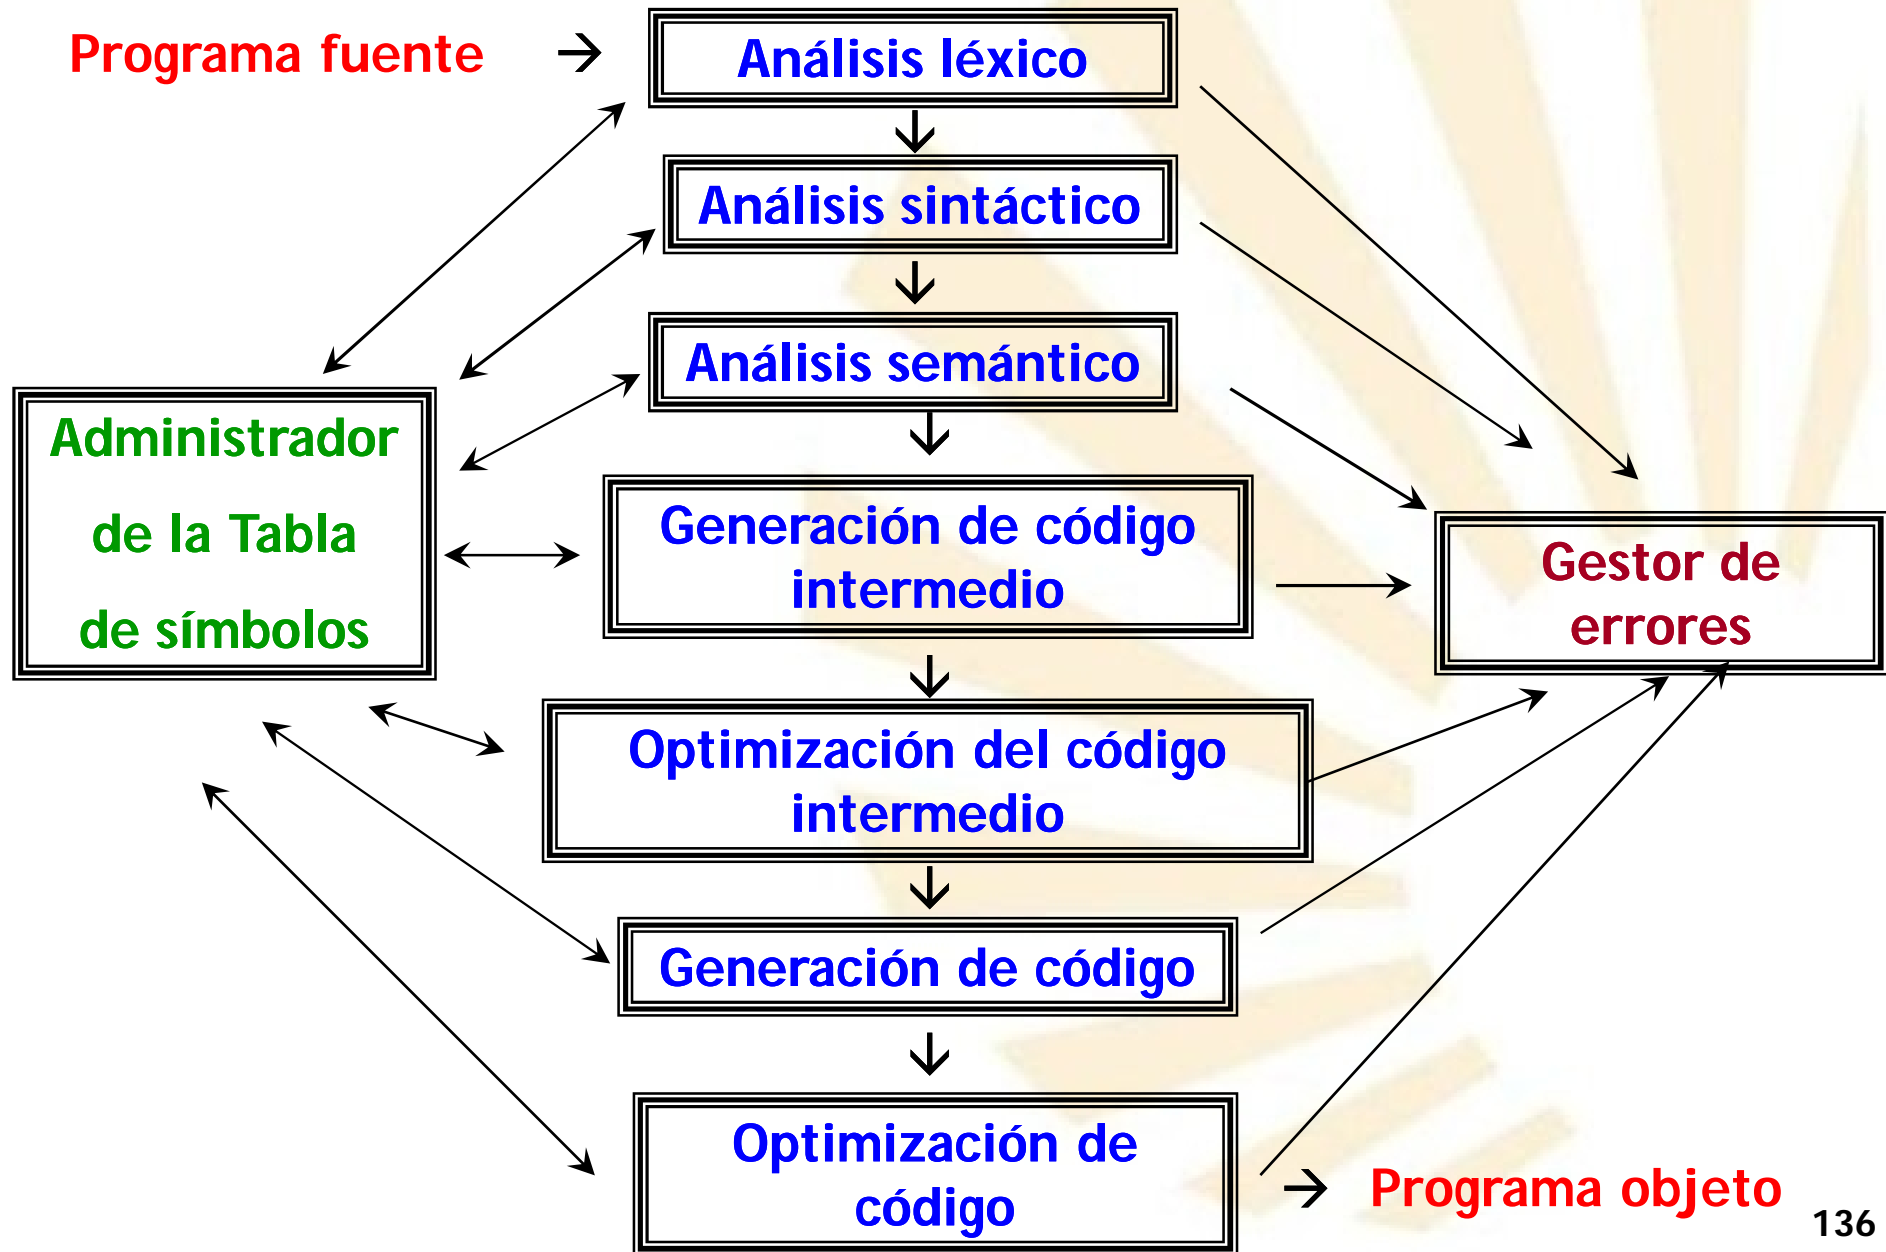 Programa fuente → Análisis léxico
Análisis sintáctico
Análisis semántico
Administrador
de la Tabla
de símbolos
Generación de código
intermedio
Gestor de
errores
Optimización del código
intermedio
Generación de código
Optimización de
código
→ Programa objeto
136